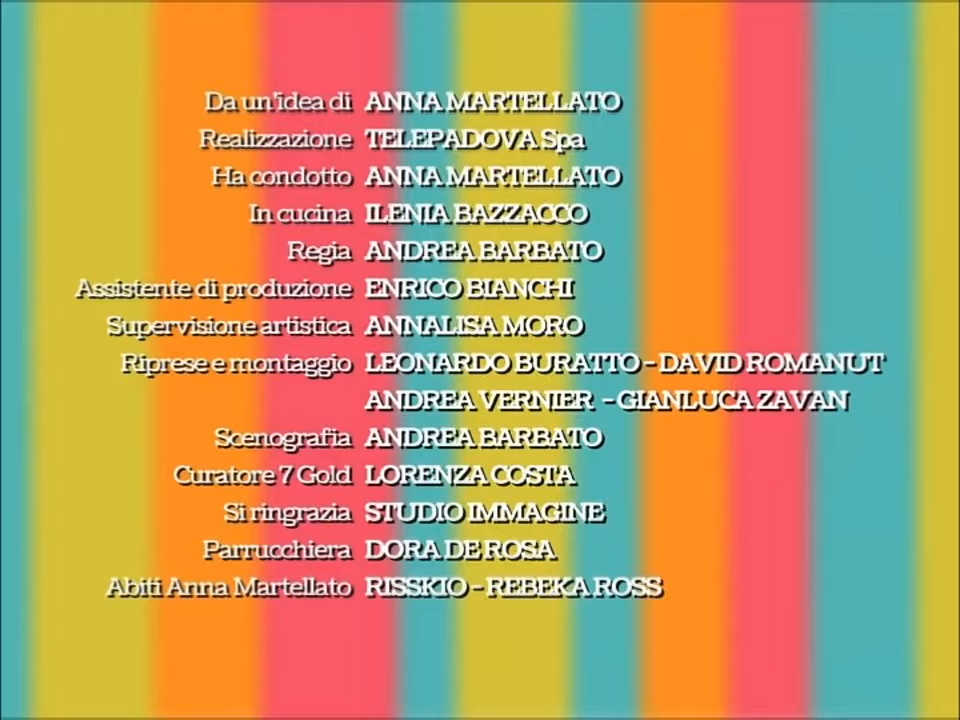 Da un'idea di ANNA MARTELLATO
Realizzazione TELEPADOVA Spa
Ha condotto ANNA MARTELLATO
In cucina ILENIA BAZZACCO
Regia ANDREA BARBATO
Assistente di produzione ENRICO BIANCHI
Supervisione artistica ANNALISA MORO
Riprese e montaggio LEONARDO BURATTO - DAVID ROMANUT
ANDREA VERNIER - GIANLUCA ZAVAN
Scenografia ANDREA BARBATO
Curatore 7 Gold LORENZA COSTA
Si ringrazia STUDIO IMMAGINE
Parrucchiera DORA DE ROSA
Abiti Anna Martellato RISSKIO - REBEKA ROSS